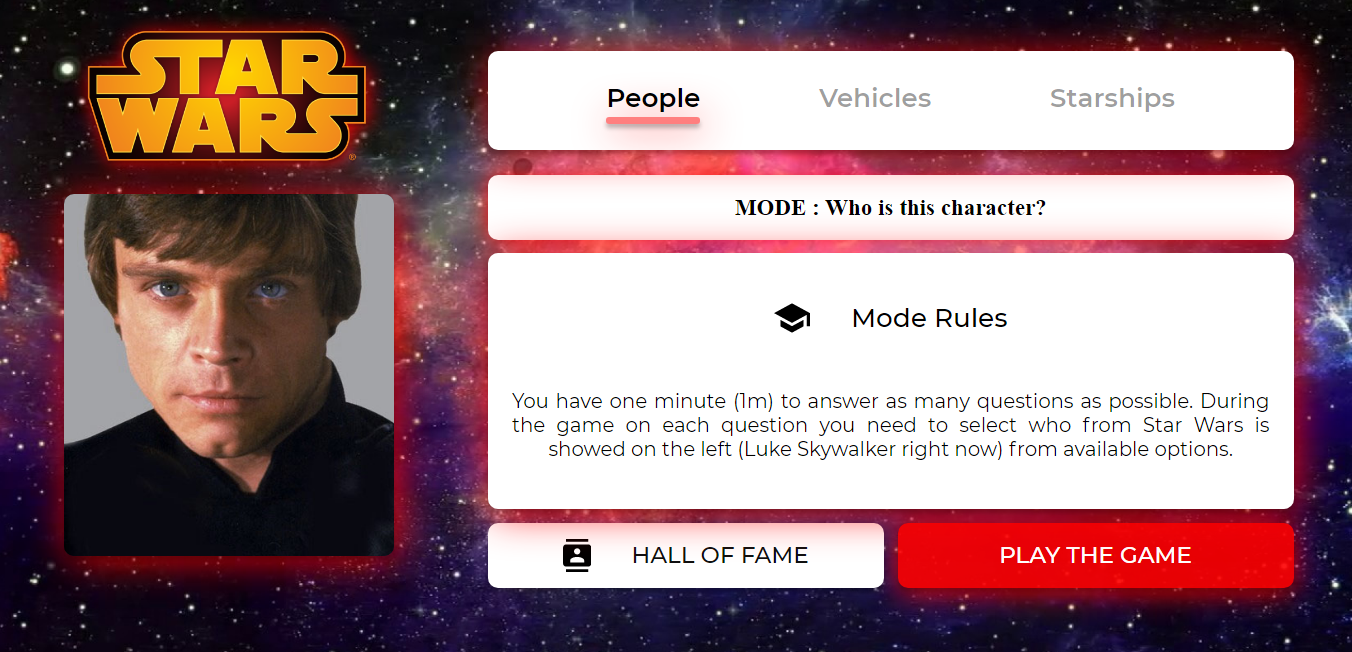 STAR
WARS
®
People
Vehicles
Starships
MODE : Who is this character?
Mode Rules
You have one minute (1m) to answer as many questions as possible. During
the game on each question you need to select who from Star Wars is
showed on the left (Luke Skywalker right now) from available options.
HALL OF FAME
PLAY THE GAME